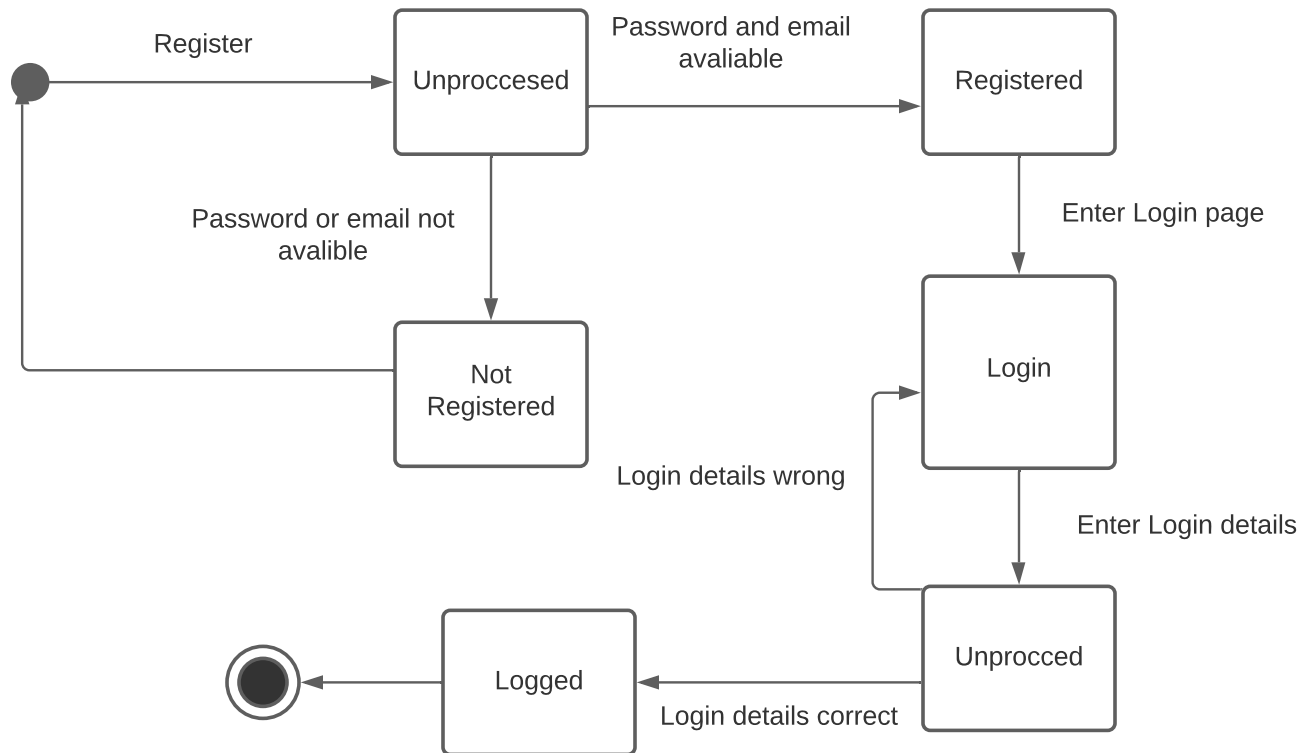 Register
Unproccesed
Password and email
avaliable
Registered
Password or email not
avalible
Enter Login page
Not
Registered
Login
Login details wrong
Enter Login details
Unprocced
Logged
Login details correct